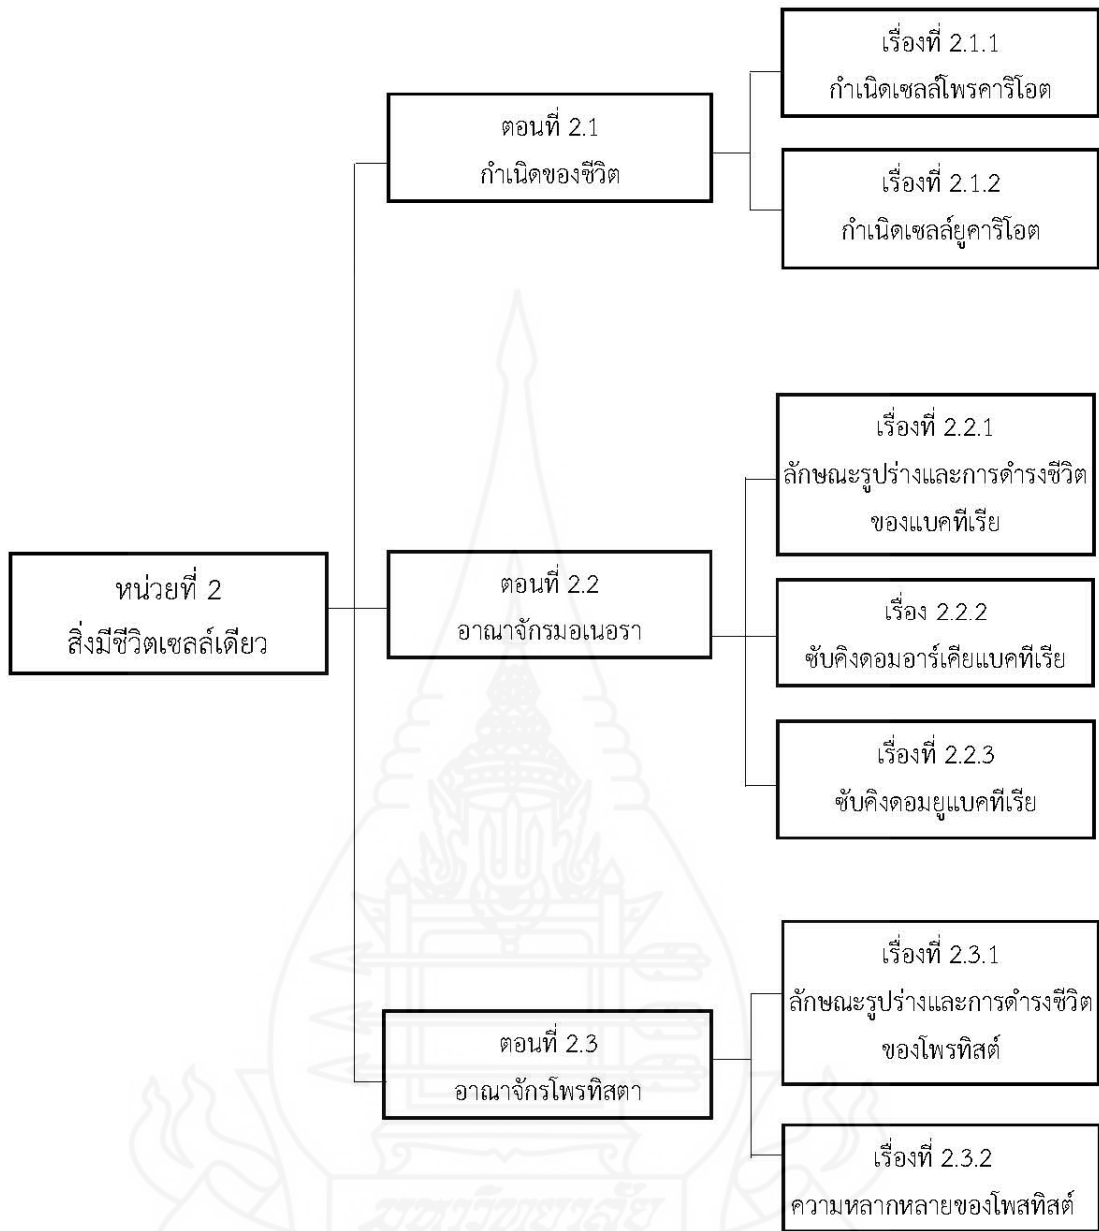 หน่วยที่ 2
สิ่งมีชีวิตเซลล์เดียว
ตอนที่ 2.1
กำเนิดของชีวิต
เรื่องที่ 2.1.1
กำเนิดเซลล์โพรคาริโอต
เรื่องที่ 2.1.2
กำเนิดเซลล์ยูคาริโอต
ตอนที่ 2.2
อาณาจักรมอเนอรา
เรื่องที่ 2.2.1
ลักษณะรูปร่างและการดำรงชีวิต
ของแบคทีเรีย
เรื่อง 2.2.2
ซับคิงดอมอาร์เคียแบคทีเรีย
เรื่องที่ 2.2.3
ซับคิงดอมยูแบคทีเรีย
ตอนที่ 2.3
อาณาจักรโพรทิสตา
เรื่องที่ 2.3.1
ลักษณะรูปร่างและการดำรงชีวิต
ของโพรทิสต์
เรื่องที่ 2.3.2
ความหลากหลายของโพสทิสต์
มหาวิทยาลัย